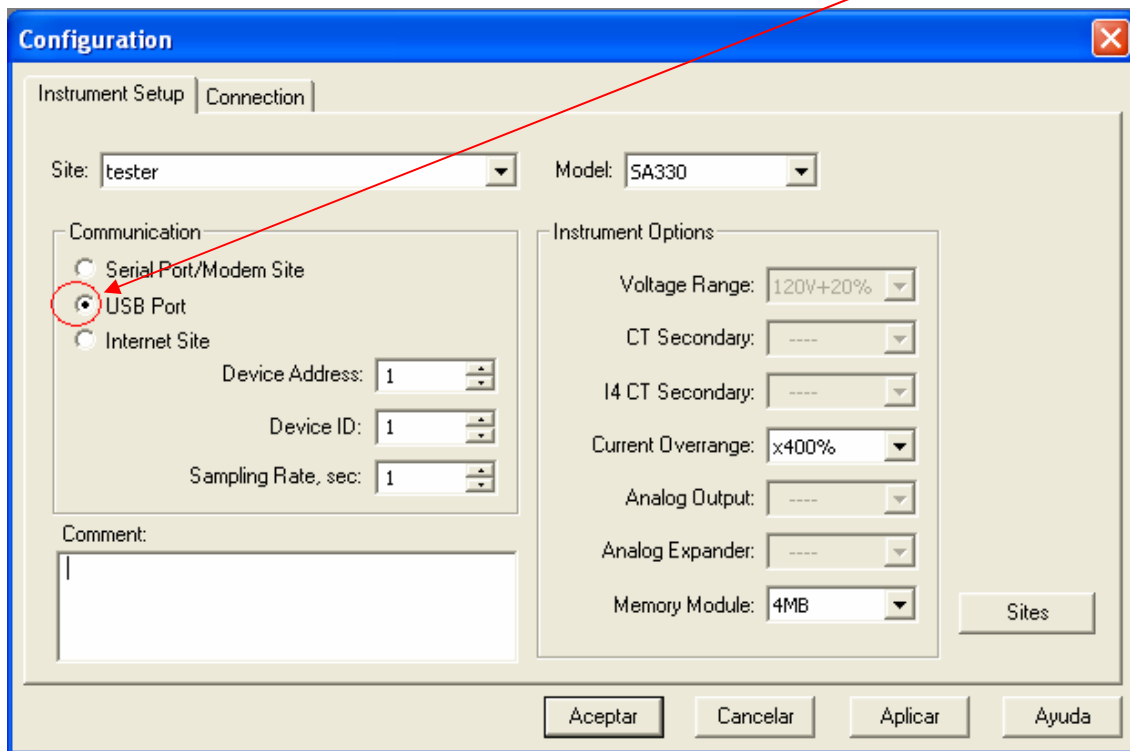 Configuration
Instrument Setup
Connection
Site: tester
Model: SA330
Communication
Serial Port/Modem Site
USB Port
Internet Site
Device Address: 1
Device ID: 1
Sampling Rate, sec: 1
Comment:
Instrument Options
Voltage Range: 120V+20%
CT Secondary: ----
I4 CT Secondary: ----
Current Overrange: x400%
Analog Output: ----
Analog Expander: ----
Memory Module: 4MB
Sites
Aceptar
Cancelar
Aplicar
Ayuda